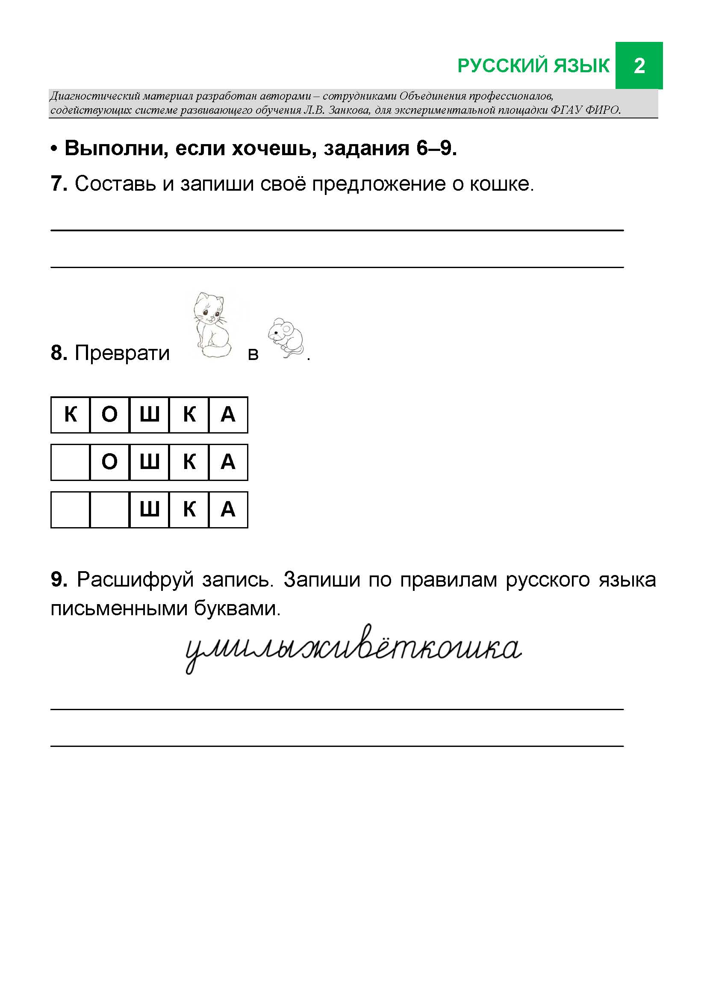 РУССКИЙ ЯЗЫК 2
Диагностический материал разработан авторами – сотрудниками Объединения профессионалов,
содействующих системе развивающего обучения Л.В. Занкова, для экспериментальной площадки ФГАУ ФИРО.
• Выполни, если хочешь, задания 6–9.
7. Составь и запиши своё предложение о кошке.
8. Преврати в .
К О Ш К А
О Ш К А
Ш К А
9. Расшифруй запись. Запиши по правилам русского языка
письменными буквами.
умилыживёткошка